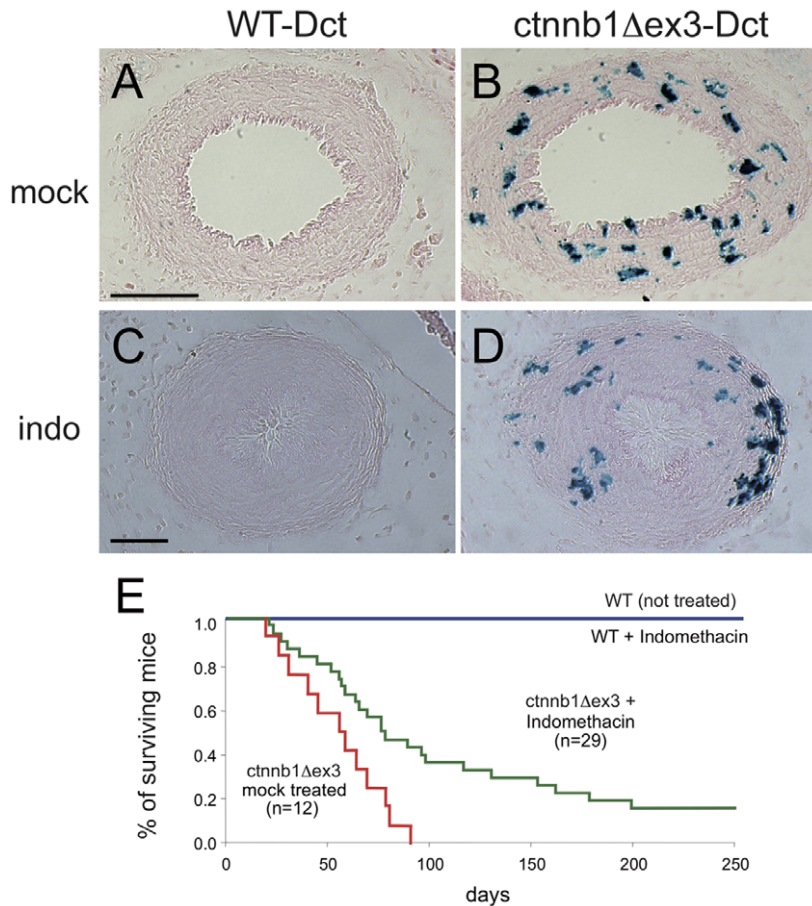 WT-Dct
ctnnb1Δex3-Dct
mock
A
B
indo
C
D
E
% of surviving mice
1.0
0.8
0.6
0.4
0.2
0.0
WT (not treated)
WT + Indomethacin
ctnnb1Δex3 +
Indomethacin
(n=29)
ctnnb1Δex3
mock treated
(n=12)
0
50
100
150
200
250
days